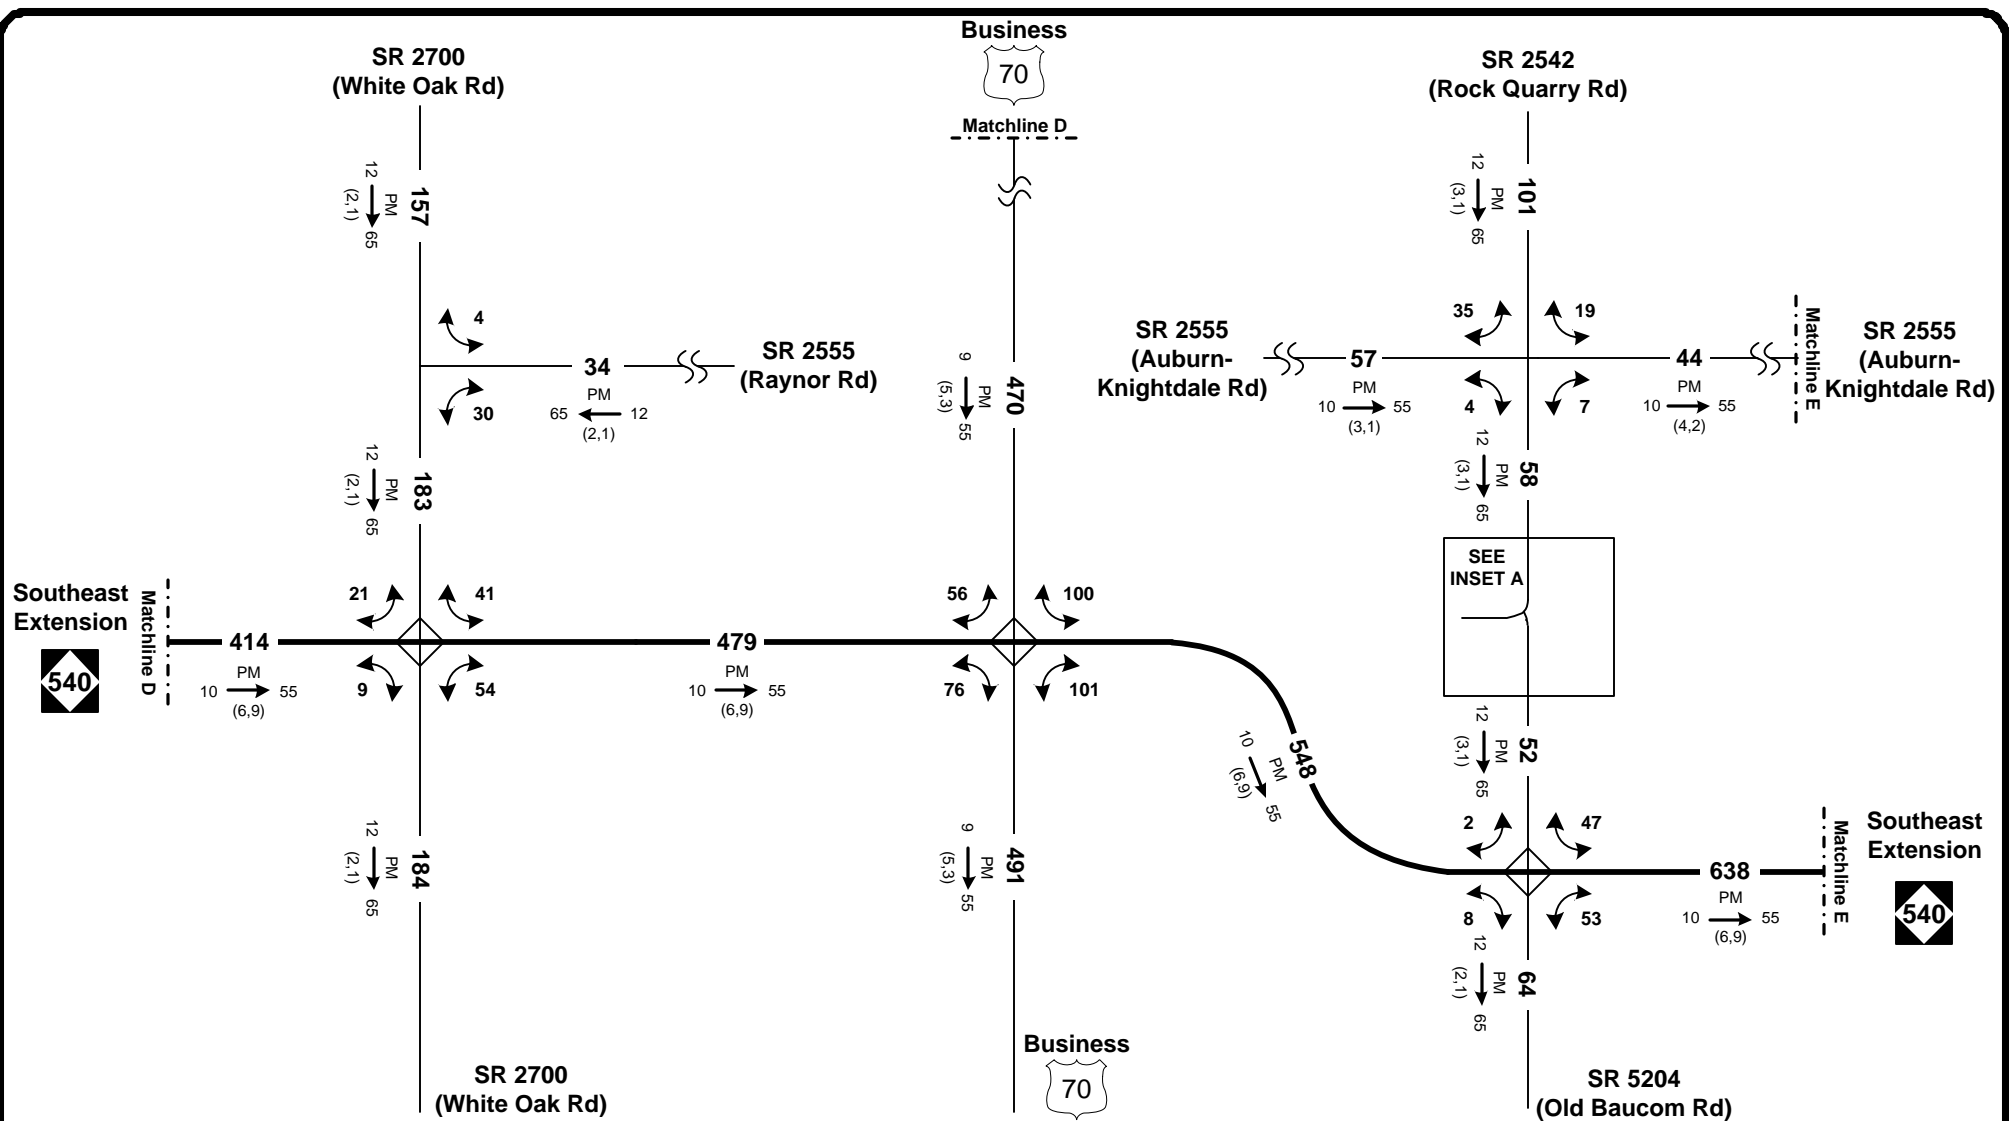 Business
70
Matchline D
SR 2700
(White Oak Rd)
SR 2542
(Rock Quarry Rd)
12
PM
(2,1)
65
157
12
PM
(3,1)
65
101
4
34
PM
65
12
(2,1)
30
SR 2555
(Raynor Rd)
9
PM
(5,3)
55
470
SR 2555
(Auburn-
Knightdale Rd)
57
PM
10
55
(3,1)
35
19
4
7
44
PM
10
55
(4,2)
Matchline E
SR 2555
(Auburn-
Knightdale Rd)
12
PM
(2,1)
65
183
12
PM
(3,1)
65
58
SEE
INSET A
Southeast
Extension
540
Matchline D
414
PM
10
55
(6,9)
21
41
9
54
479
PM
10
55
(6,9)
56
100
76
101
548
10
PM
(6,9)
55
12
PM
(3,1)
65
52
2
47
8
53
638
PM
10
55
(6,9)
Matchline E
Southeast
Extension
540
12
PM
(2,1)
65
184
9
PM
(5,3)
55
491
12
PM
(2,1)
65
64
SR 2700
(White Oak Rd)
Business
70
SR 5204
(Old Baucom Rd)